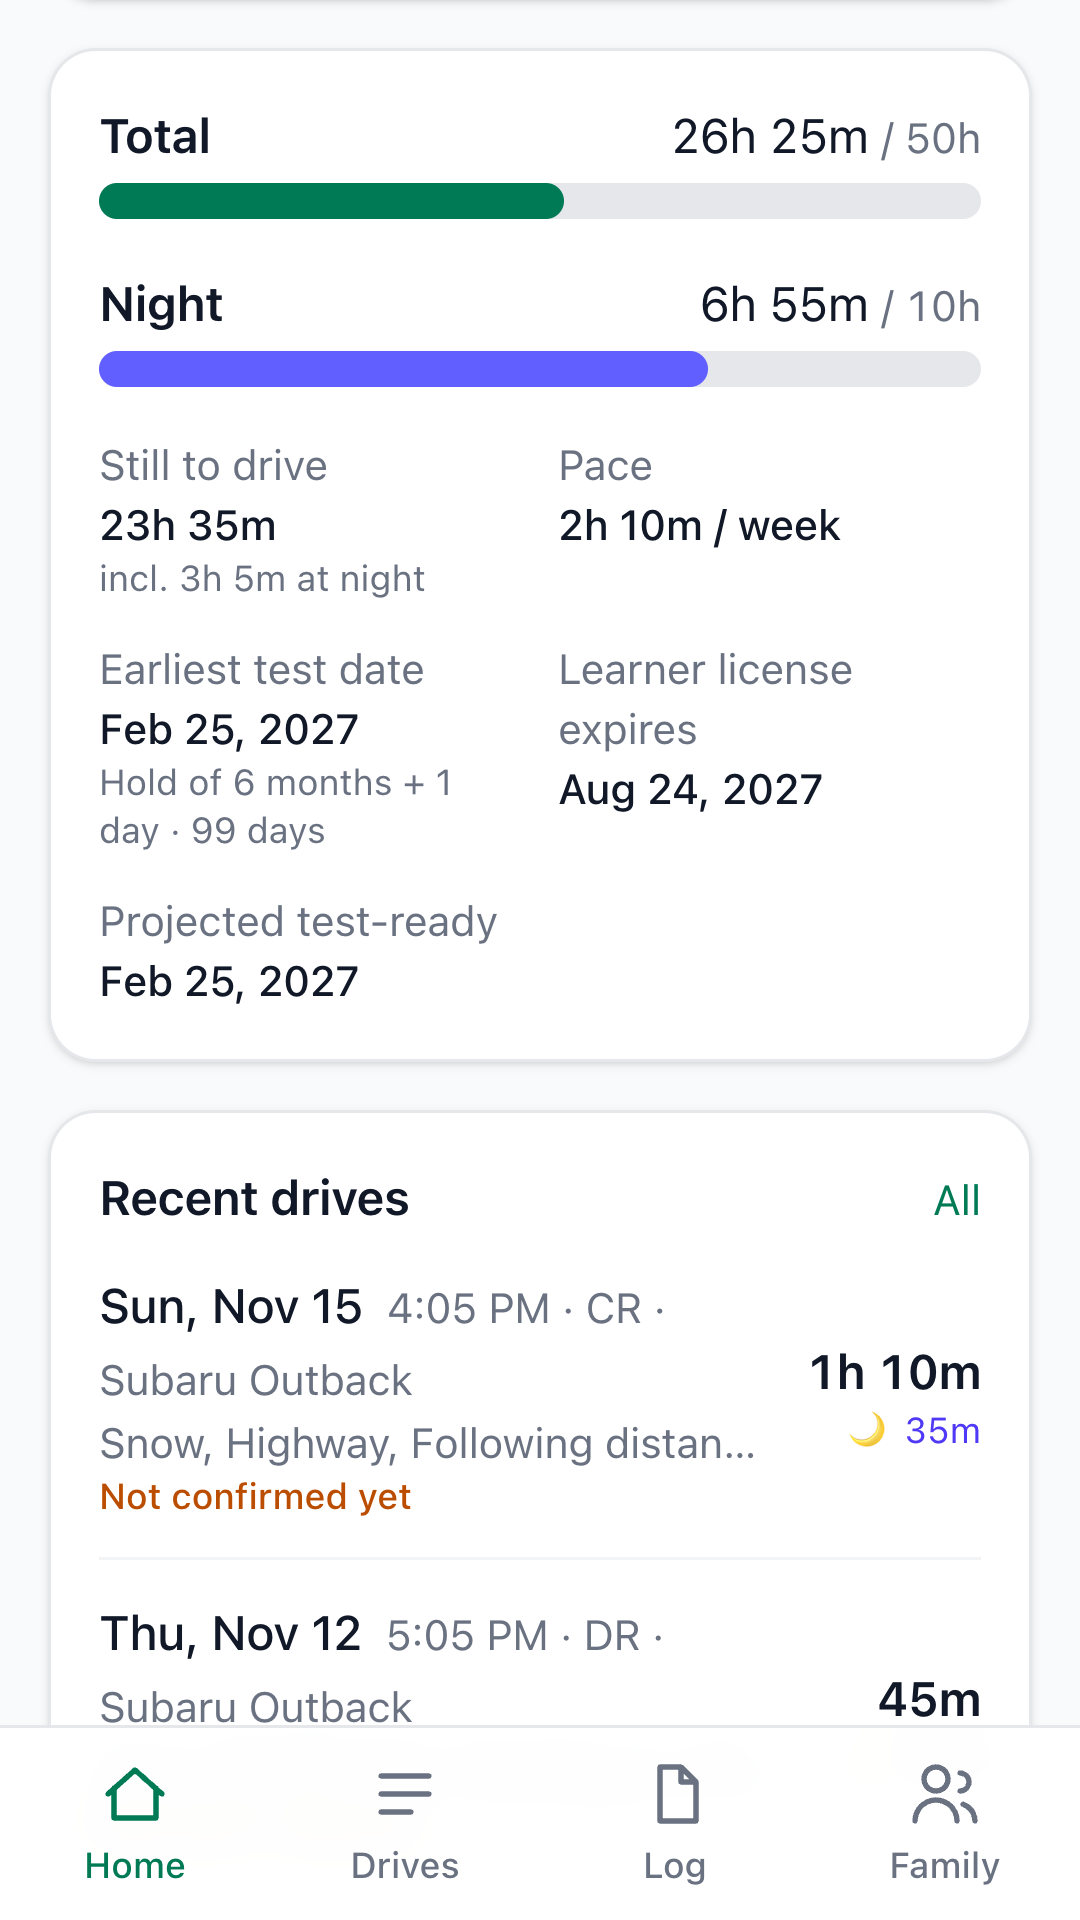 Total 26h 25m / 50h
Night 6h 55m / 10h
Still to drive Pace
23h 35m 2h 10m / week
incl. 3h 5m at night
Earliest test date Learner license
Feb 25, 2027 expires
Hold of 6 months + 1 Aug 24, 2027
day · 99 days
Projected test-ready
Feb 25, 2027
Recent drives All
Sun, Nov 15 4:05 PM · CR ·
Subaru Outback 1h 10m
Snow, Highway, Following distan... 35m
Not confirmed yet
Thu, Nov 12 5:05 PM · DR ·
Subaru Outback 45m
Home Drives Log Family